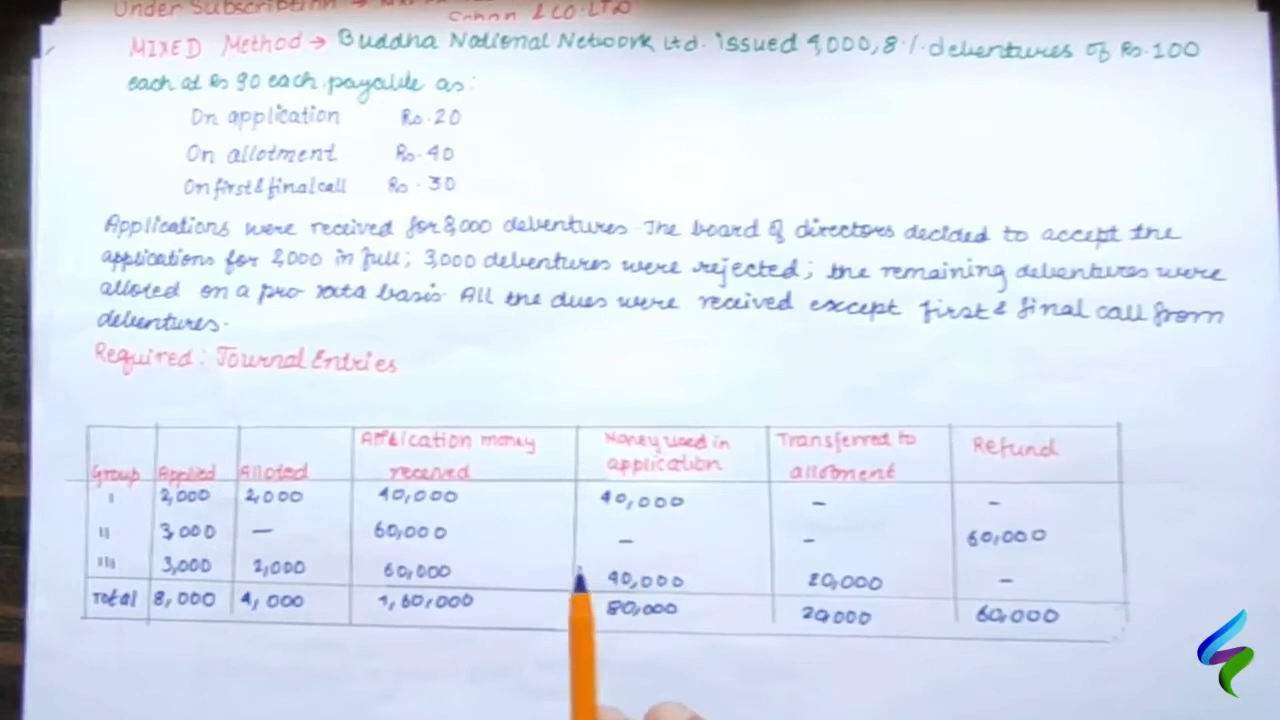 Under Subscription →
Sohan & CO. LTD
MIXED Method → Buddha National Network Ltd. issued 4,000, 8% debentures of Rs. 100
each at Rs 90 each payable as:
On application Rs. 20
On allotment Rs. 40
On first & final call Rs. 30
Applications were received for 8,000 debentures. The board of directors decided to accept the
applications for 2,000 in full; 3,000 debentures were rejected; the remaining debentures were
alloted on a pro rata basis. All the dues were received except first & final call from
debentures.
Required: Journal Entries
Application money Money used in Transferred to Refund
Group Applied Alloted received application allotment
I 2,000 2,000 40,000 40,000 - -
II 3,000 - 60,000 - - 60,000
III 3,000 2,000 60,000 40,000 20,000 -
Total 8,000 4,000 1,60,000 80,000 20,000 60,000